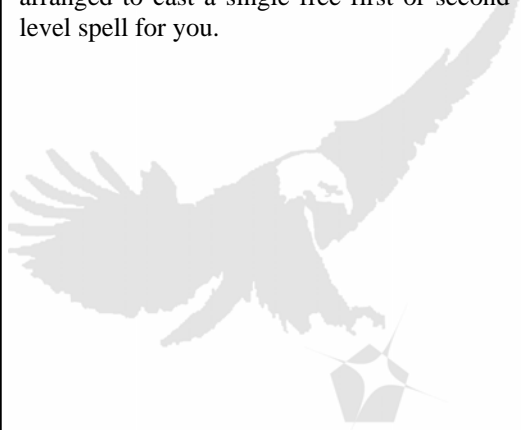 arranged to cast a single free first or second
level spell for you.